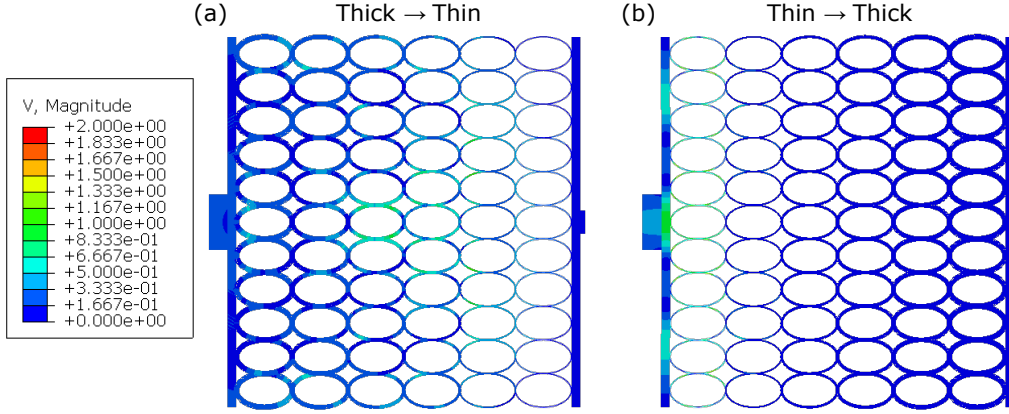 (a) Thick → Thin
(b) Thin → Thick
V, Magnitude
+2.000e+00
+1.833e+00
+1.667e+00
+1.500e+00
+1.333e+00
+1.167e+00
+1.000e+00
+8.333e-01
+6.667e-01
+5.000e-01
+3.333e-01
+1.667e-01
+0.000e+00